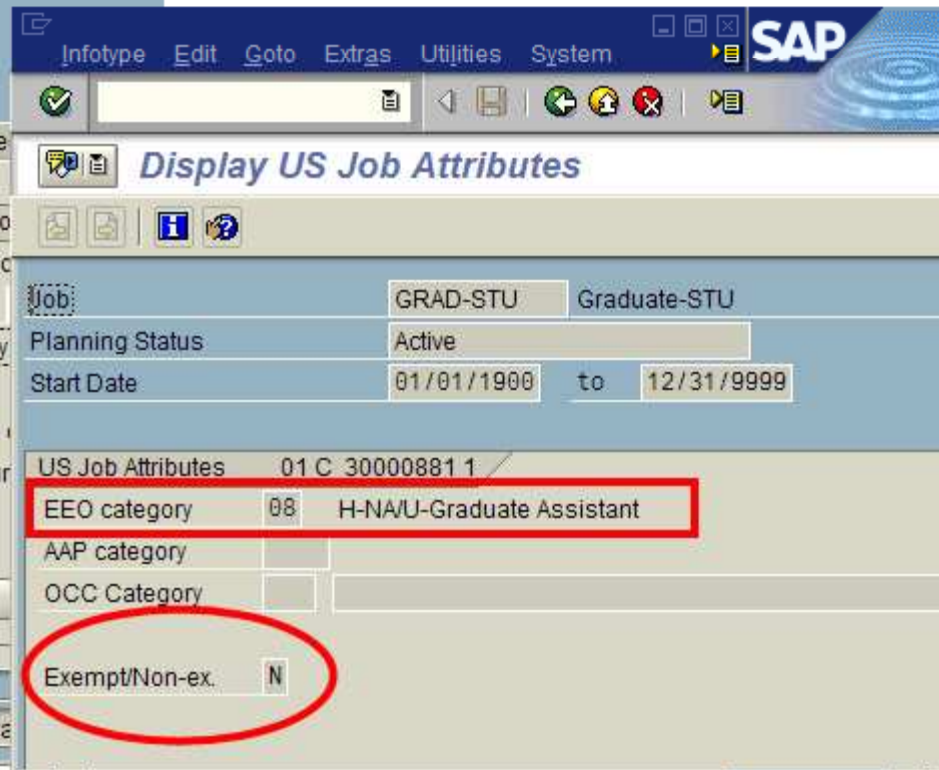 Infotype Edit Goto Extras Utilities System
SAP
Display US Job Attributes
Job GRAD-STU Graduate-STU
Planning Status Active
Start Date 01/01/1900 to 12/31/9999
US Job Attributes 01 C 30000881 1
EEO category 08 H-NA/U-Graduate Assistant
AAP category
OCC Category
Exempt/Non-ex. N